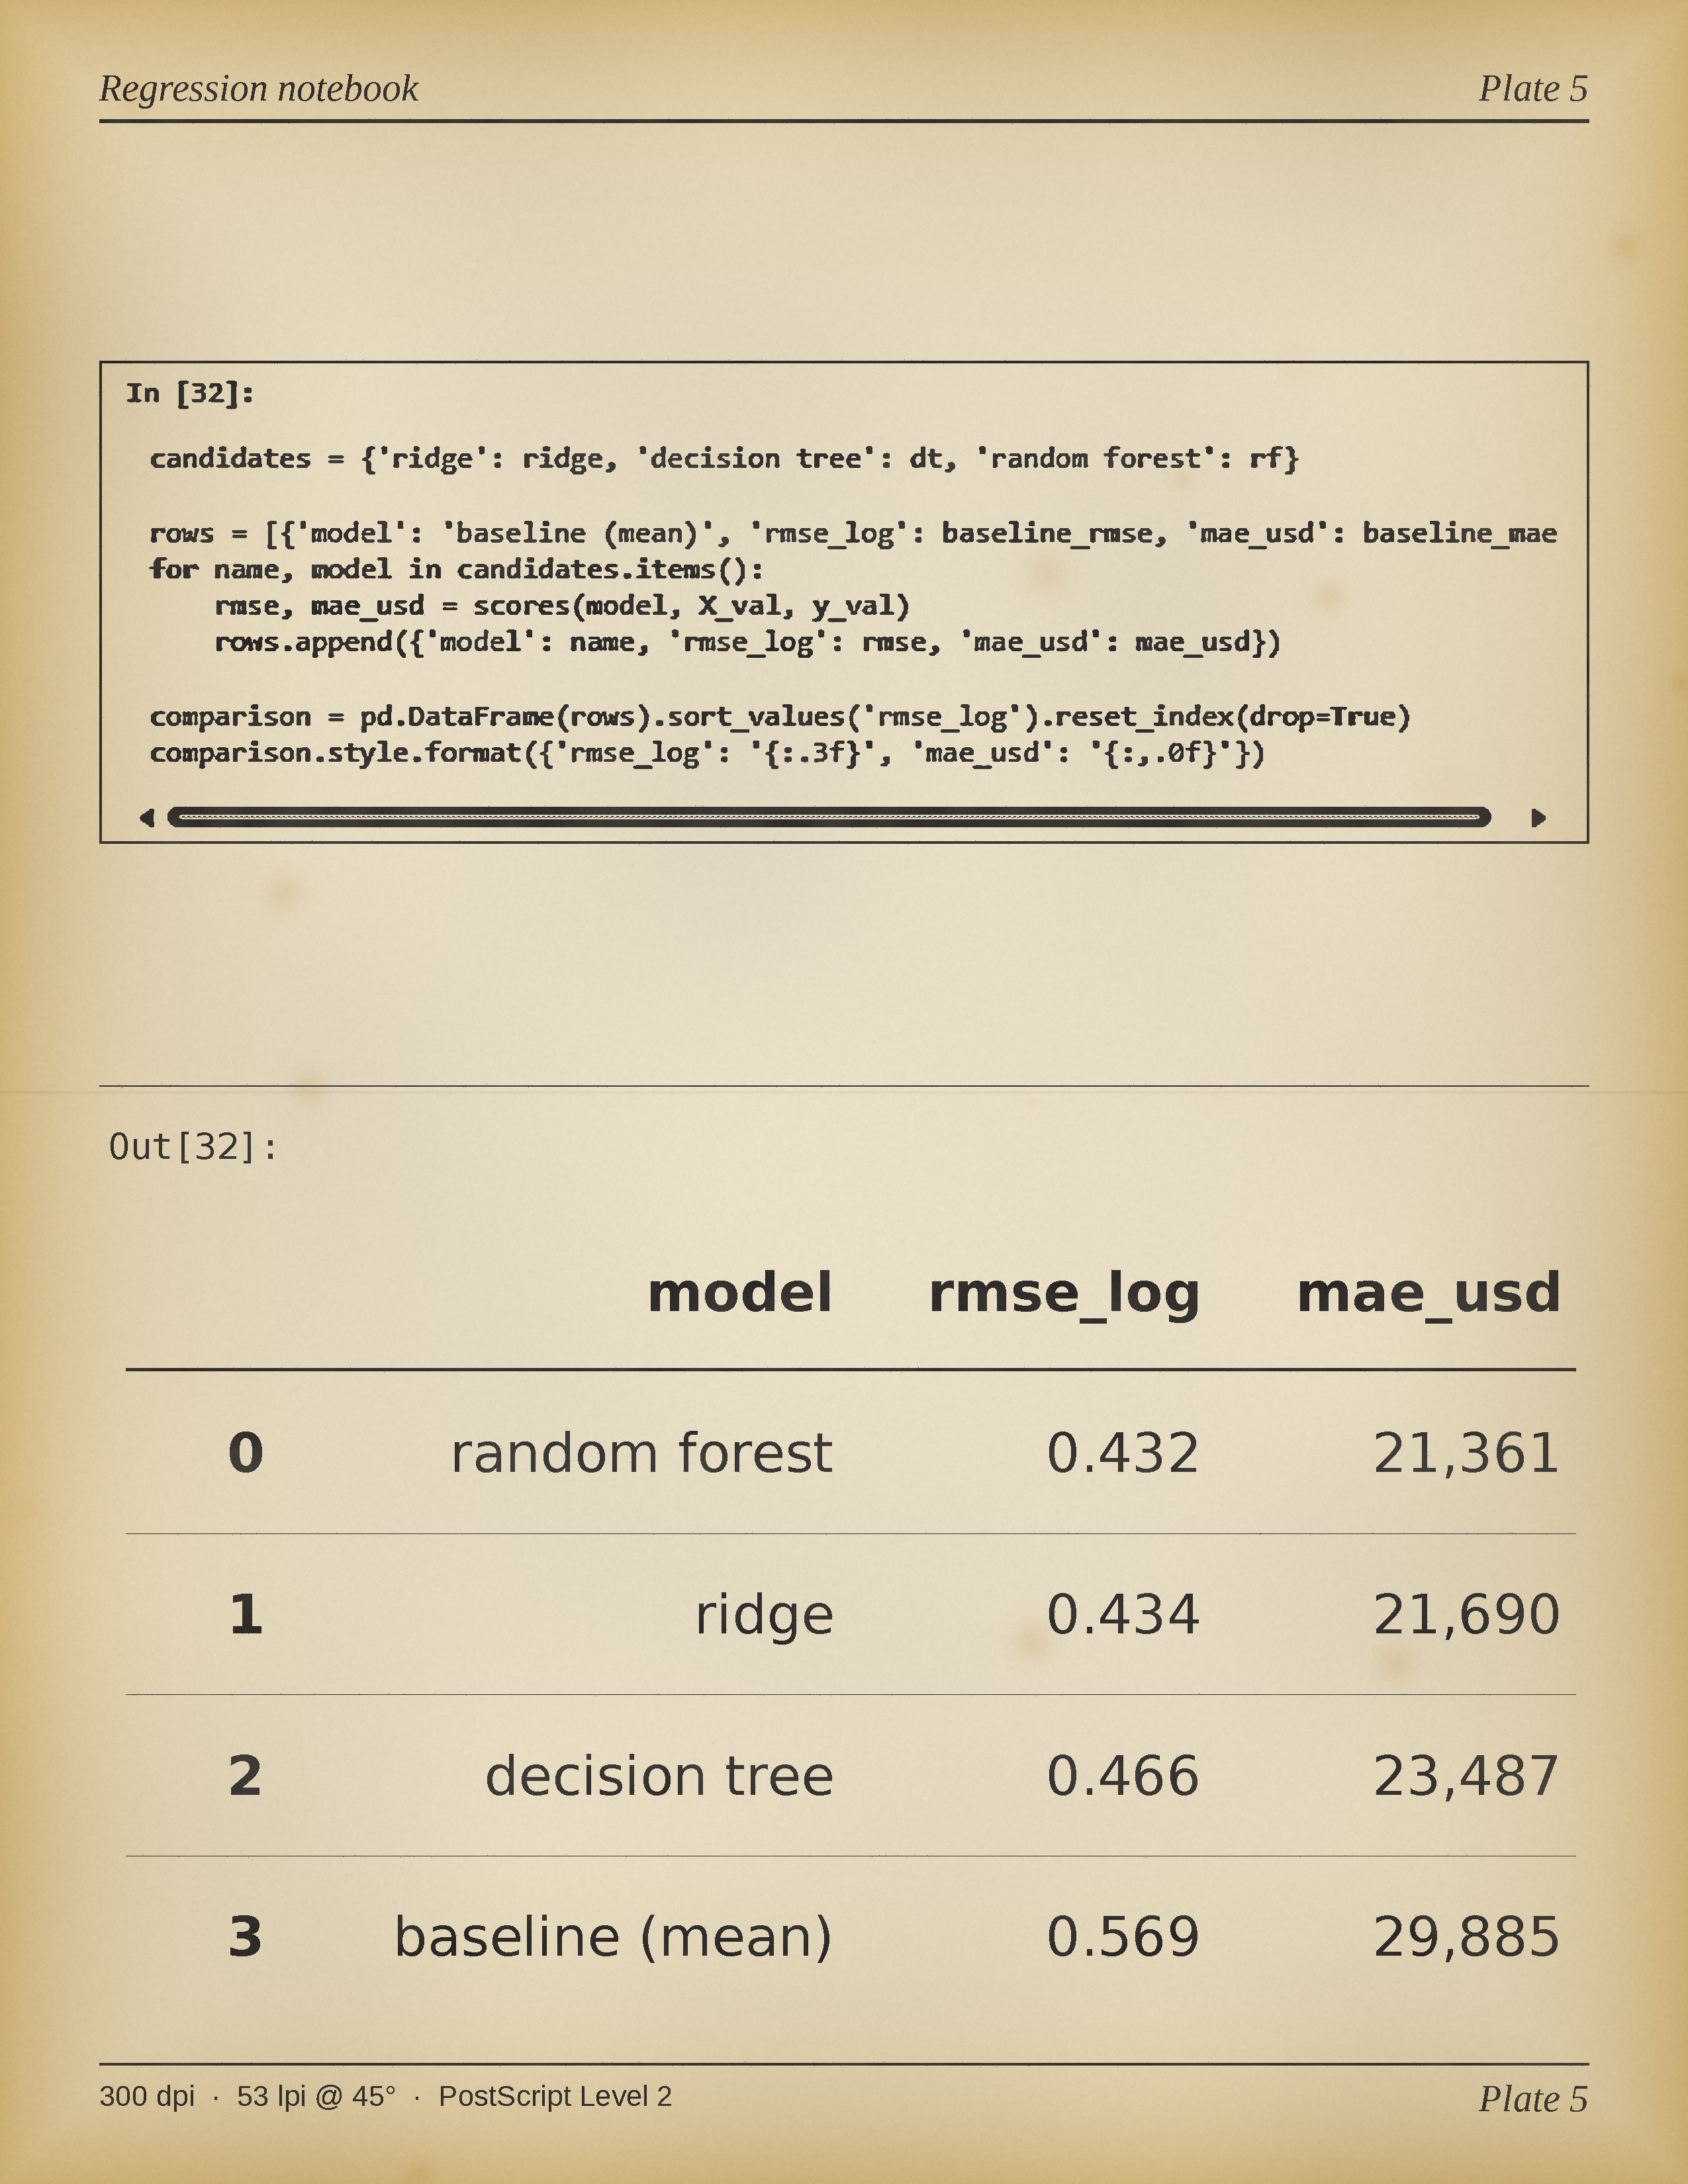 Regression notebook Plate 5
In [32]:
candidates = {'ridge': ridge, 'decision tree': dt, 'random forest': rf}
rows = [{'model': 'baseline (mean)', 'rmse_log': baseline_rmse, 'mae_usd': baseline_mae
for name, model in candidates.items():
    rmse, mae_usd = scores(model, X_val, y_val)
    rows.append({'model': name, 'rmse_log': rmse, 'mae_usd': mae_usd})
comparison = pd.DataFrame(rows).sort_values('rmse_log').reset_index(drop=True)
comparison.style.format({'rmse_log': '{:.3f}', 'mae_usd': '{:,.0f}'})
Out[32]:
model rmse_log mae_usd
0 random forest 0.432 21,361
1 ridge 0.434 21,690
2 decision tree 0.466 23,487
3 baseline (mean) 0.569 29,885
300 dpi · 53 lpi @ 45° · PostScript Level 2 Plate 5